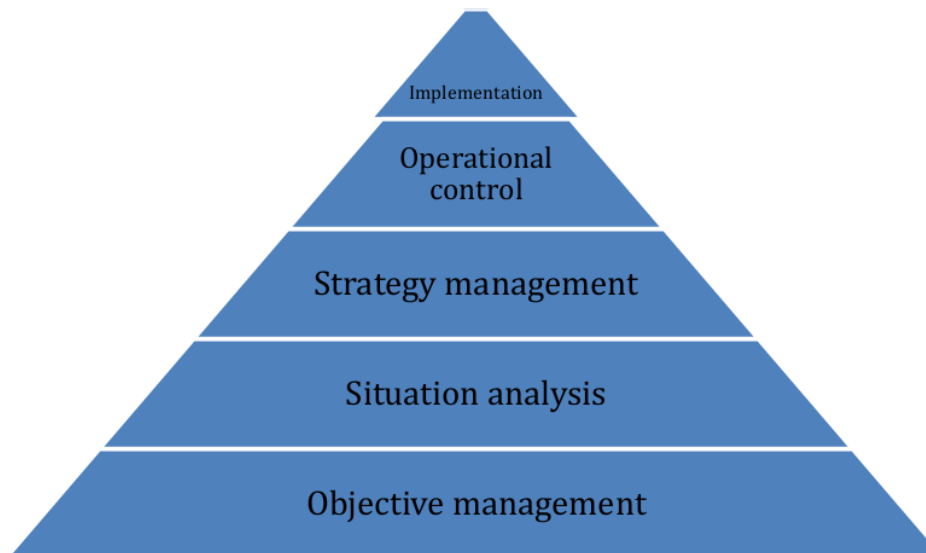 Implementation
Operational
control
Strategy management
Situation analysis
Objective management